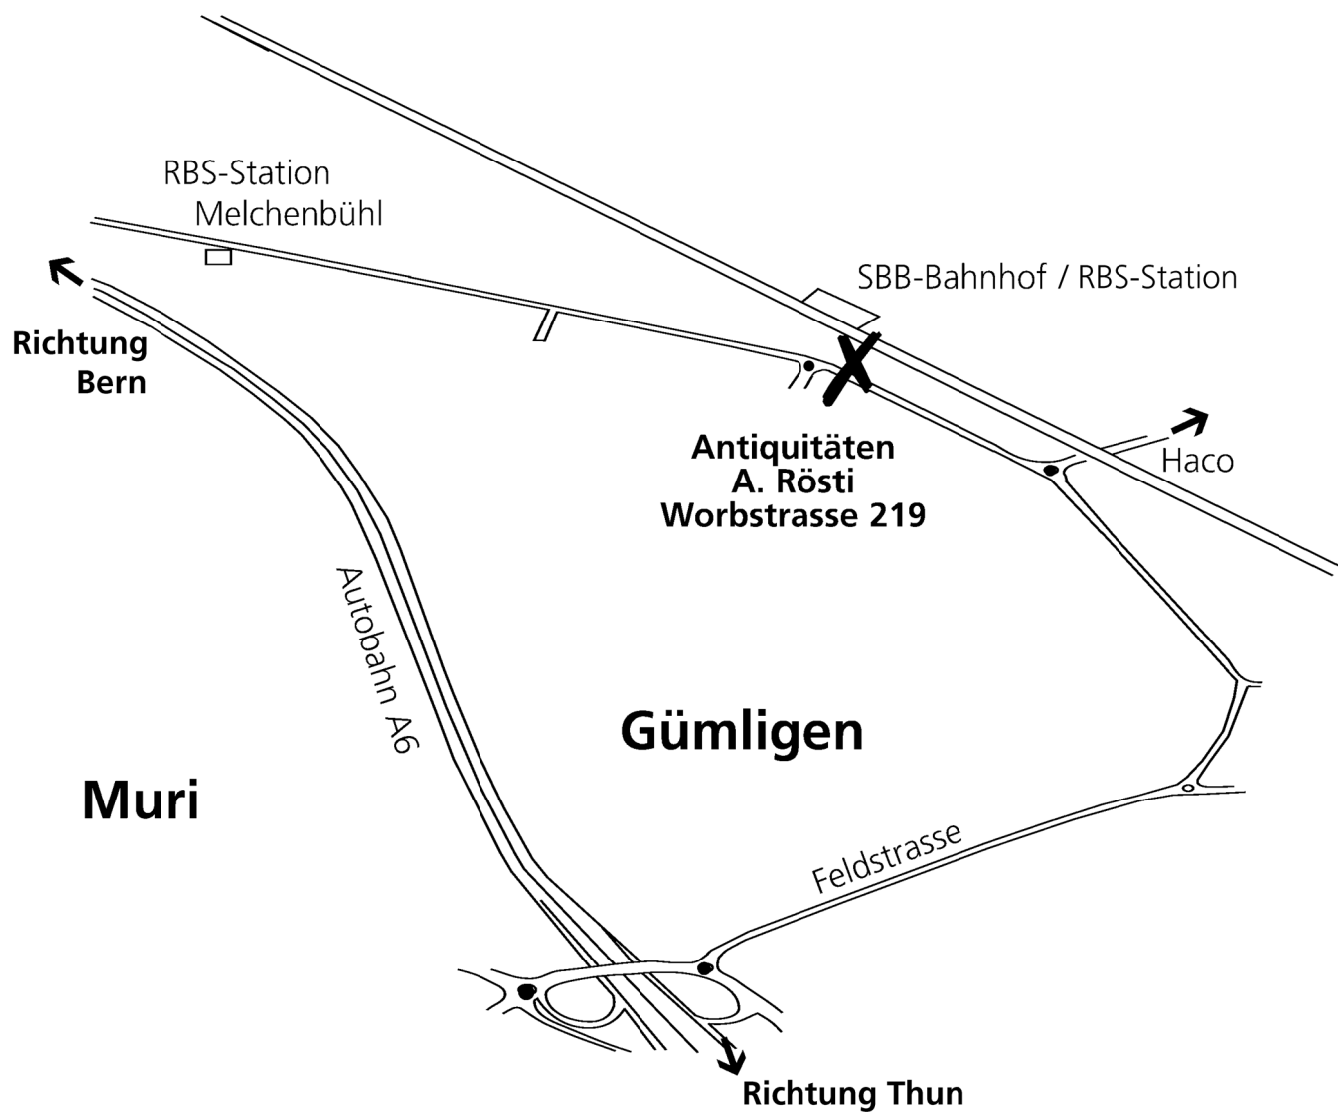 RBS-Station
Melchenbühl
SBB-Bahnhof / RBS-Station
Richtung
Bern
Antiquitäten
A. Rösti
Worbstrasse 219
Haco
Autobahn A6
Gümligen
Muri
Feldstrasse
Richtung Thun